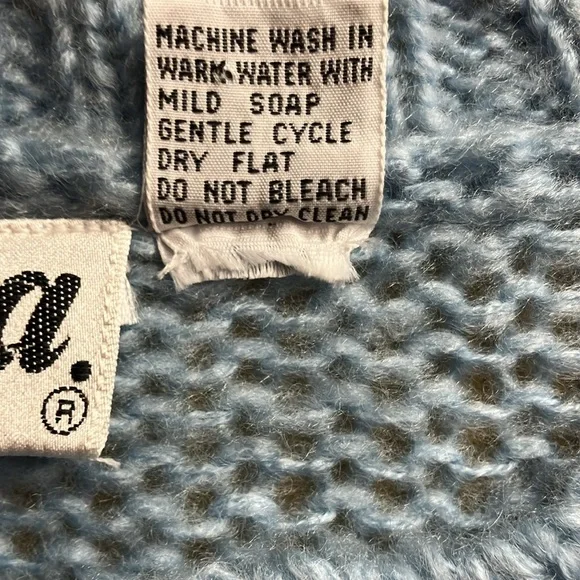 MACHINE WASH IN
WARM WATER WITH
MILD SOAP
GENTLE CYCLE
DRY FLAT
DO NOT BLEACH
DO NOT DRY CLEAN
a.
®